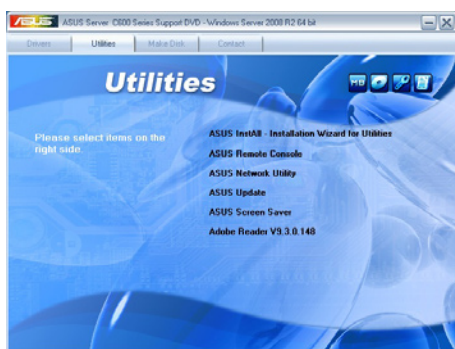 ASUS ASUS Server C600 Series Support DVD - Windows Server 2008 R2 64 bit
Drivers Utilities Make Disk Contact
Utilities
Please select items on the
right side.
ASUS InstAll - Installation Wizard for Utilities
ASUS Remote Console
ASUS Network Utility
ASUS Update
ASUS Screen Saver
Adobe Reader V9.3.0.148